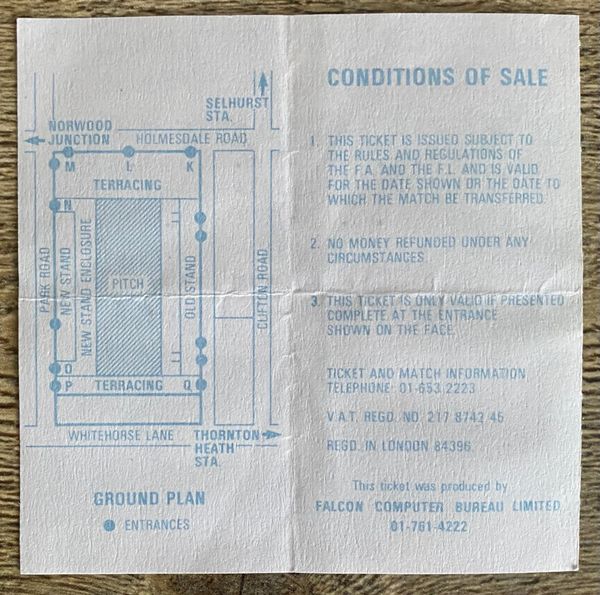 SELHURST
STA.
NORWOOD
JUNCTION
HOLMESDALE ROAD
M
L
K
TERRACING
N
PARK ROAD
NEW STAND
NEW STAND ENCLOSURE
PITCH
OLD STAND
CLIFTON ROAD
O
P
TERRACING
Q
WHITEHORSE LANE
THORNTON
HEATH
STA.
GROUND PLAN
ENTRANCES
CONDITIONS OF SALE
1. THIS TICKET IS ISSUED SUBJECT TO
THE RULES AND REGULATIONS OF
THE F.A. AND THE F.L. AND IS VALID
FOR THE DATE SHOWN OR THE DATE TO
WHICH THE MATCH BE TRANSFERRED.
2. NO MONEY REFUNDED UNDER ANY
CIRCUMSTANCES.
3. THIS TICKET IS ONLY VALID IF PRESENTED
COMPLETE AT THE ENTRANCE
SHOWN ON THE FACE.
TICKET AND MATCH INFORMATION
TELEPHONE: 01-653 2223
V.A.T. REGD. NO. 217 8742 45
REGD. IN LONDON 84396.
This ticket was produced by
FALCON COMPUTER BUREAU LIMITED
01-761-4222